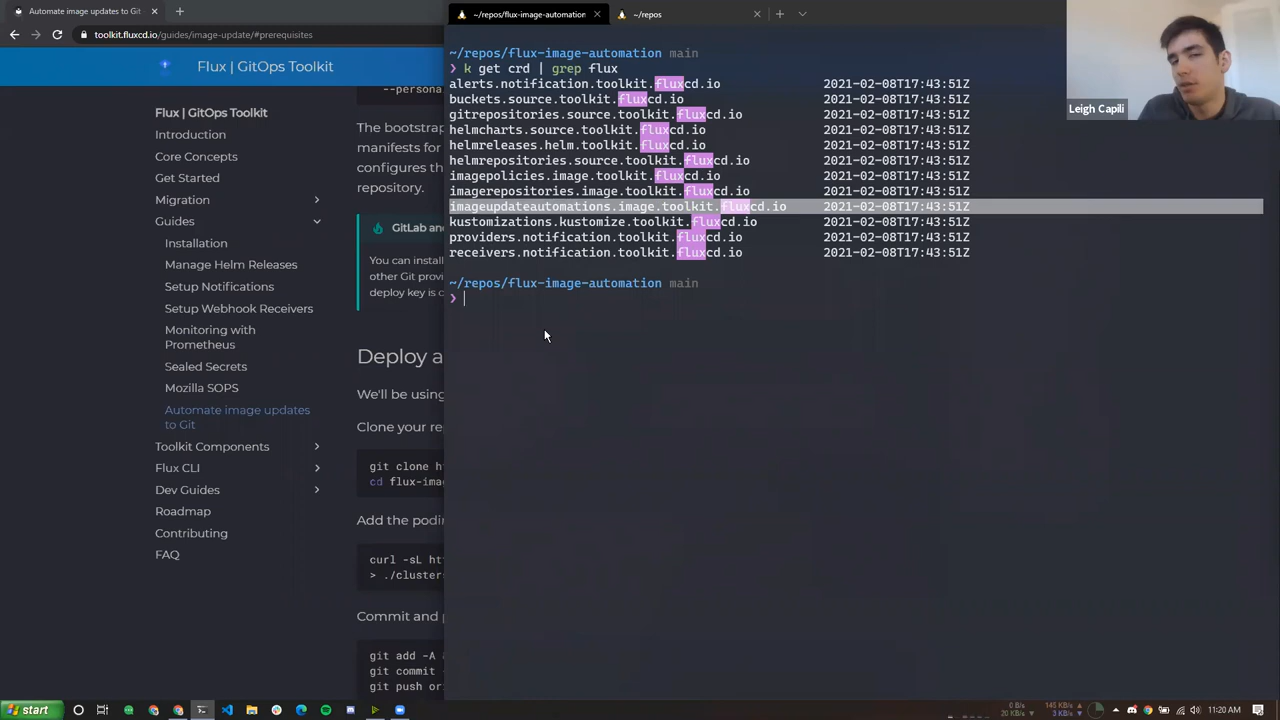 Automate image updates to Git
~/repos/flux-image-automation
~/repos
toolkit.fluxcd.io/guides/image-update/#prerequisites
Flux | GitOps Toolkit
Flux | GitOps Toolkit
Introduction
Core Concepts
Get Started
Migration
Guides
Installation
Manage Helm Releases
Setup Notifications
Setup Webhook Receivers
Monitoring with
Prometheus
Sealed Secrets
Mozilla SOPS
Automate image updates
to Git
Toolkit Components
Flux CLI
Dev Guides
Roadmap
Contributing
FAQ
--personal
The bootstrap
manifests for
configures th
repository.
GitLab and
You can install
other Git provi
deploy key is c
Deploy a
We'll be using
Clone your re
git clone ht
cd flux-ima
Add the podin
curl -sL ht
> ./cluster
Commit and p
git add -A
git commit
git push or
~/repos/flux-image-automation main
❯ k get crd | grep flux
alerts.notification.toolkit.fluxcd.io 2021-02-08T17:43:51Z
buckets.source.toolkit.fluxcd.io 2021-02-08T17:43:51Z
gitrepositories.source.toolkit.fluxcd.io 2021-02-08T17:43:51Z
helmcharts.source.toolkit.fluxcd.io 2021-02-08T17:43:51Z
helmreleases.helm.toolkit.fluxcd.io 2021-02-08T17:43:51Z
helmrepositories.source.toolkit.fluxcd.io 2021-02-08T17:43:51Z
imagepolicies.image.toolkit.fluxcd.io 2021-02-08T17:43:51Z
imagerepositories.image.toolkit.fluxcd.io 2021-02-08T17:43:51Z
imageupdateautomations.image.toolkit.fluxcd.io 2021-02-08T17:43:51Z
kustomizations.kustomize.toolkit.fluxcd.io 2021-02-08T17:43:51Z
providers.notification.toolkit.fluxcd.io 2021-02-08T17:43:51Z
receivers.notification.toolkit.fluxcd.io 2021-02-08T17:43:51Z
~/repos/flux-image-automation main
❯
Leigh Capili
start
0 B/s
20 KB/s
145 KB/s
3 KB/s
11:20 AM